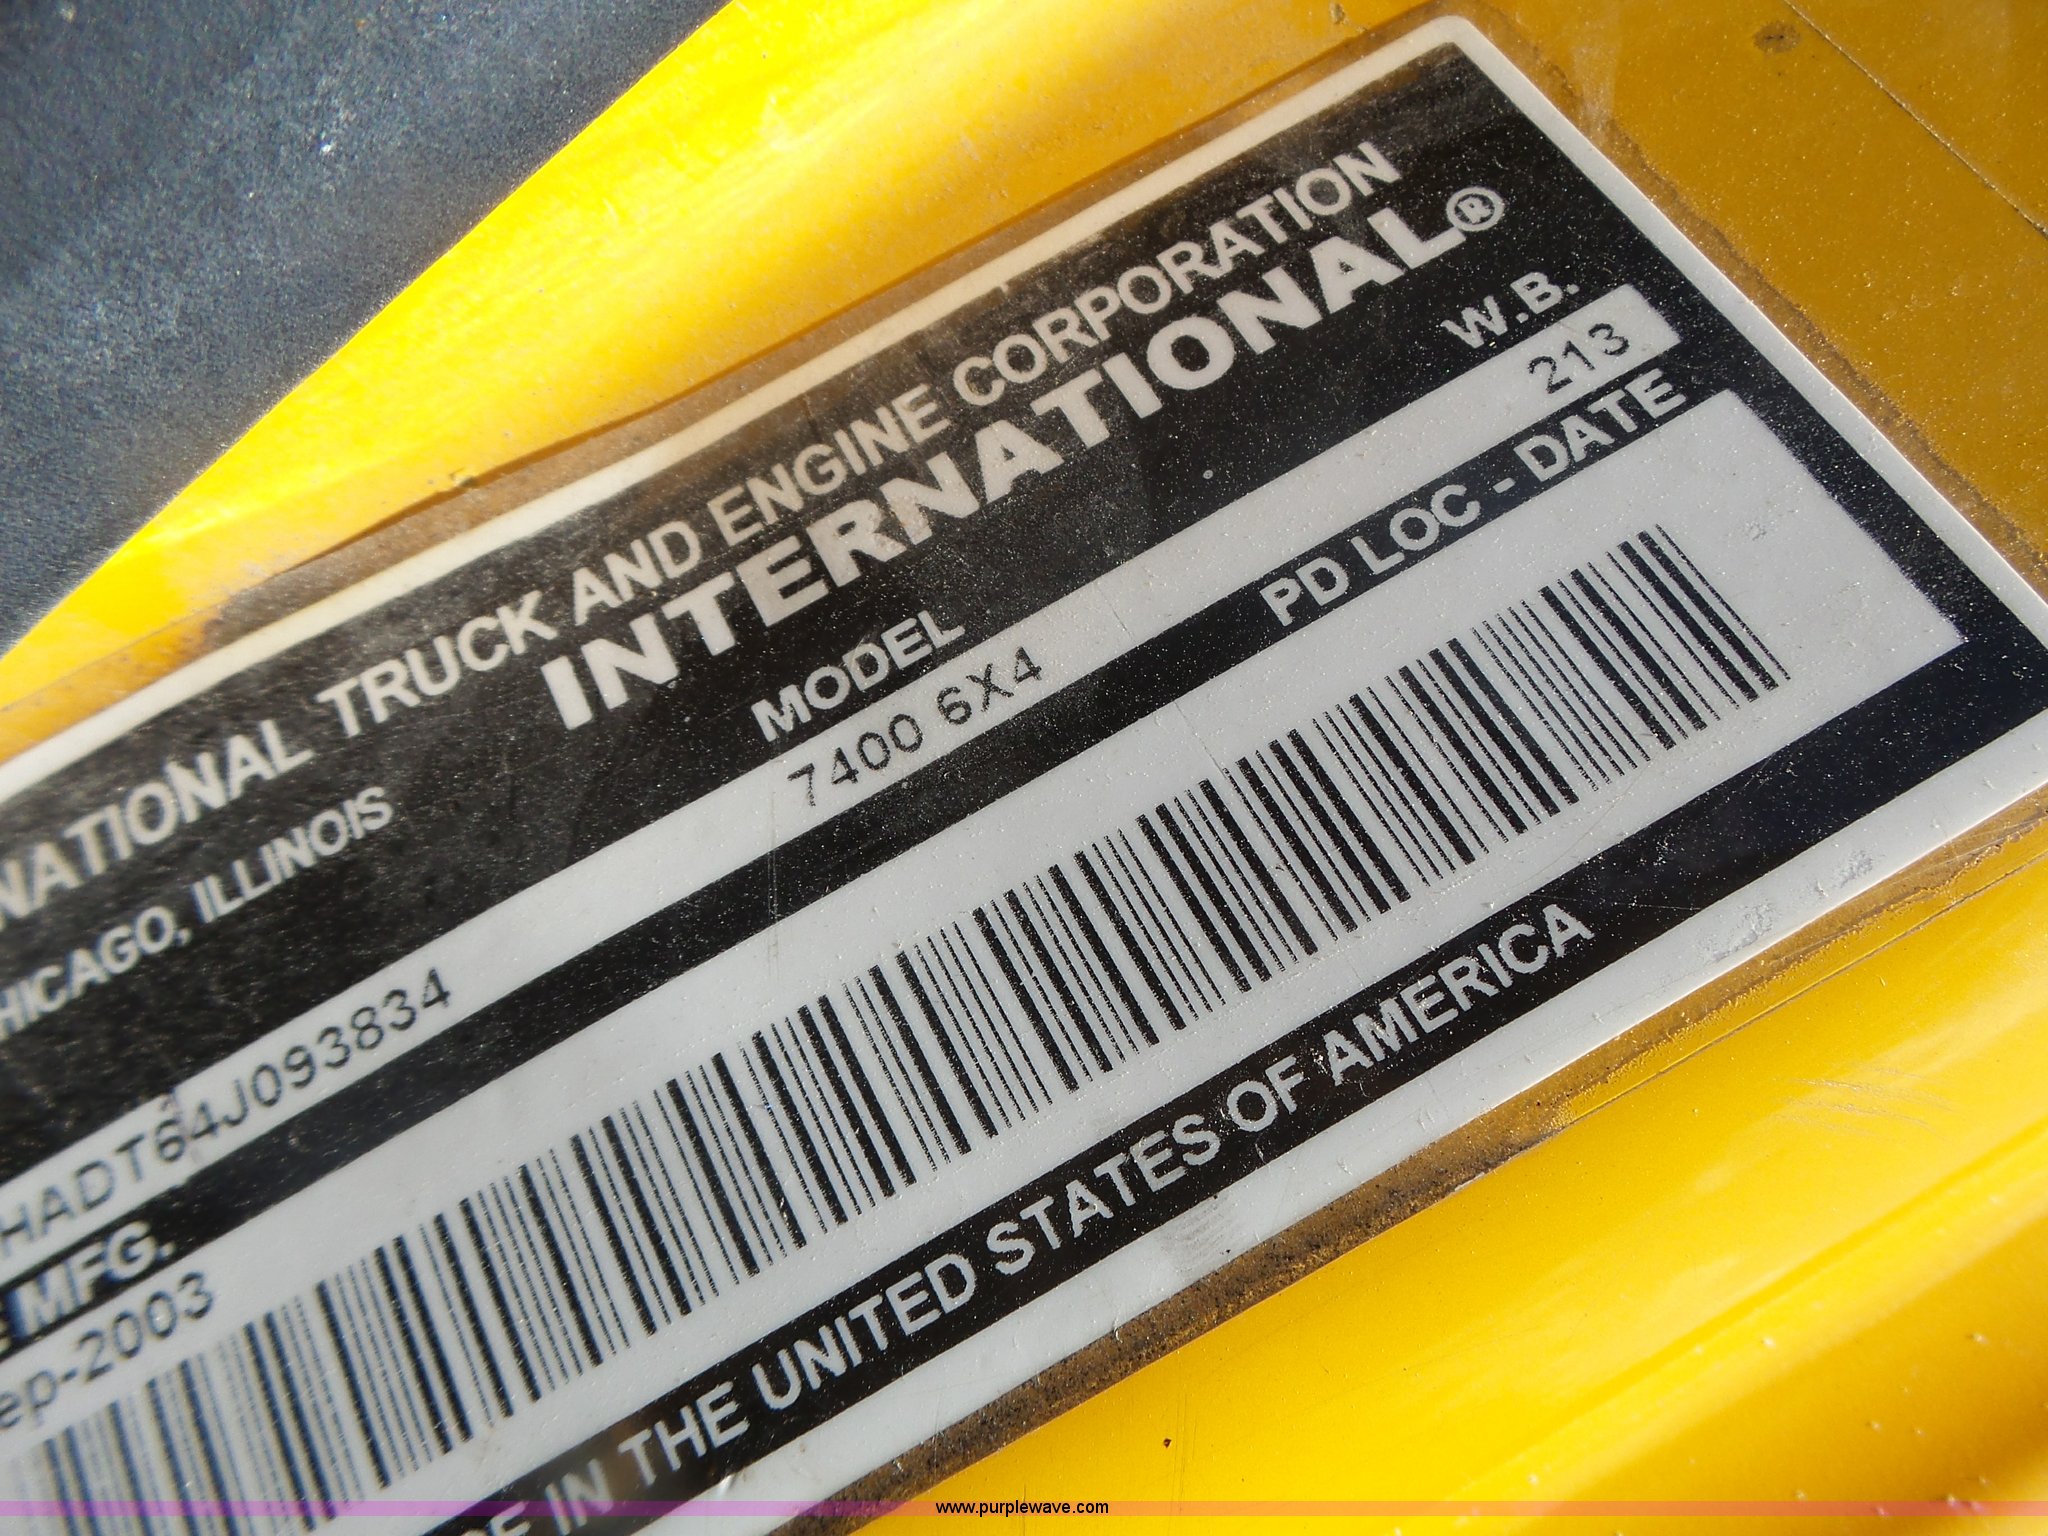 NATIONAL TRUCK AND ENGINE CORPORATION
HICAGO, ILLINOIS
INTERNATIONAL®
MODEL
W.B.
HADT64J093834
7400 6X4
213
MFG.
PD LOC - DATE
ep-2003
IN THE UNITED STATES OF AMERICA
www.purplewave.com